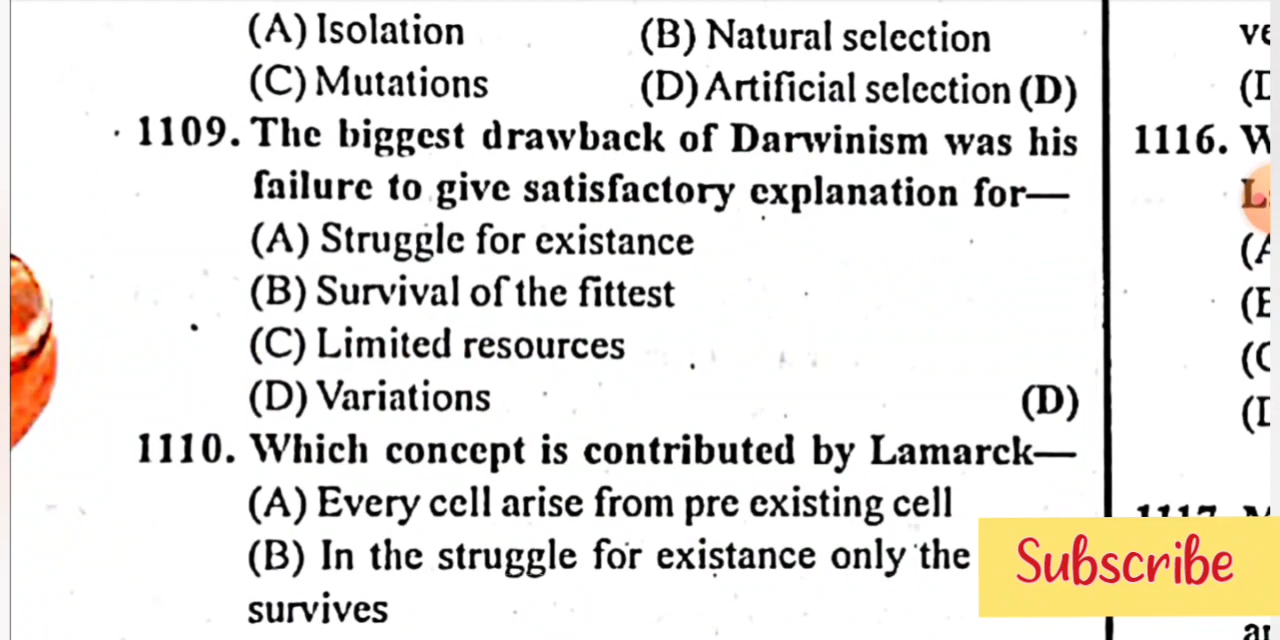 (A) Isolation (B) Natural selection
(C) Mutations (D) Artificial selection (D)
1109. The biggest drawback of Darwinism was his
failure to give satisfactory explanation for—
(A) Struggle for existance
(B) Survival of the fittest
(C) Limited resources
(D) Variations (D)
1110. Which concept is contributed by Lamarck—
(A) Every cell arise from pre existing cell
(B) In the struggle for existance only the
survives
1116.
1117.
Subscribe